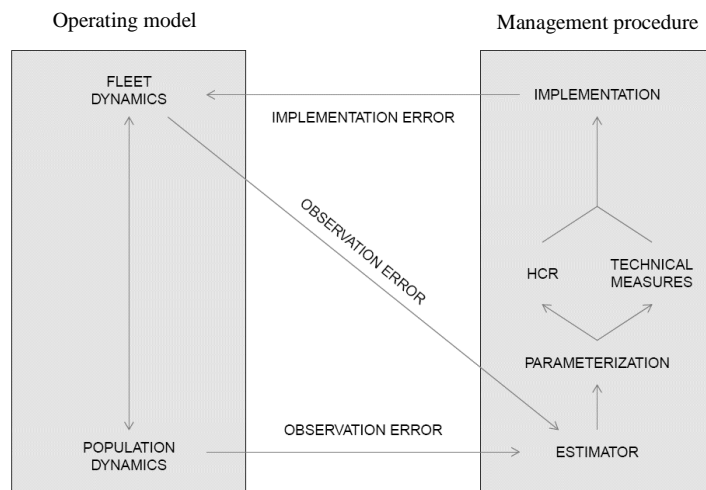 Operating model
Management procedure
FLEET
DYNAMICS
IMPLEMENTATION
IMPLEMENTATION ERROR
OBSERVATION ERROR
HCR
TECHNICAL
MEASURES
PARAMETERIZATION
OBSERVATION ERROR
POPULATION
DYNAMICS
ESTIMATOR